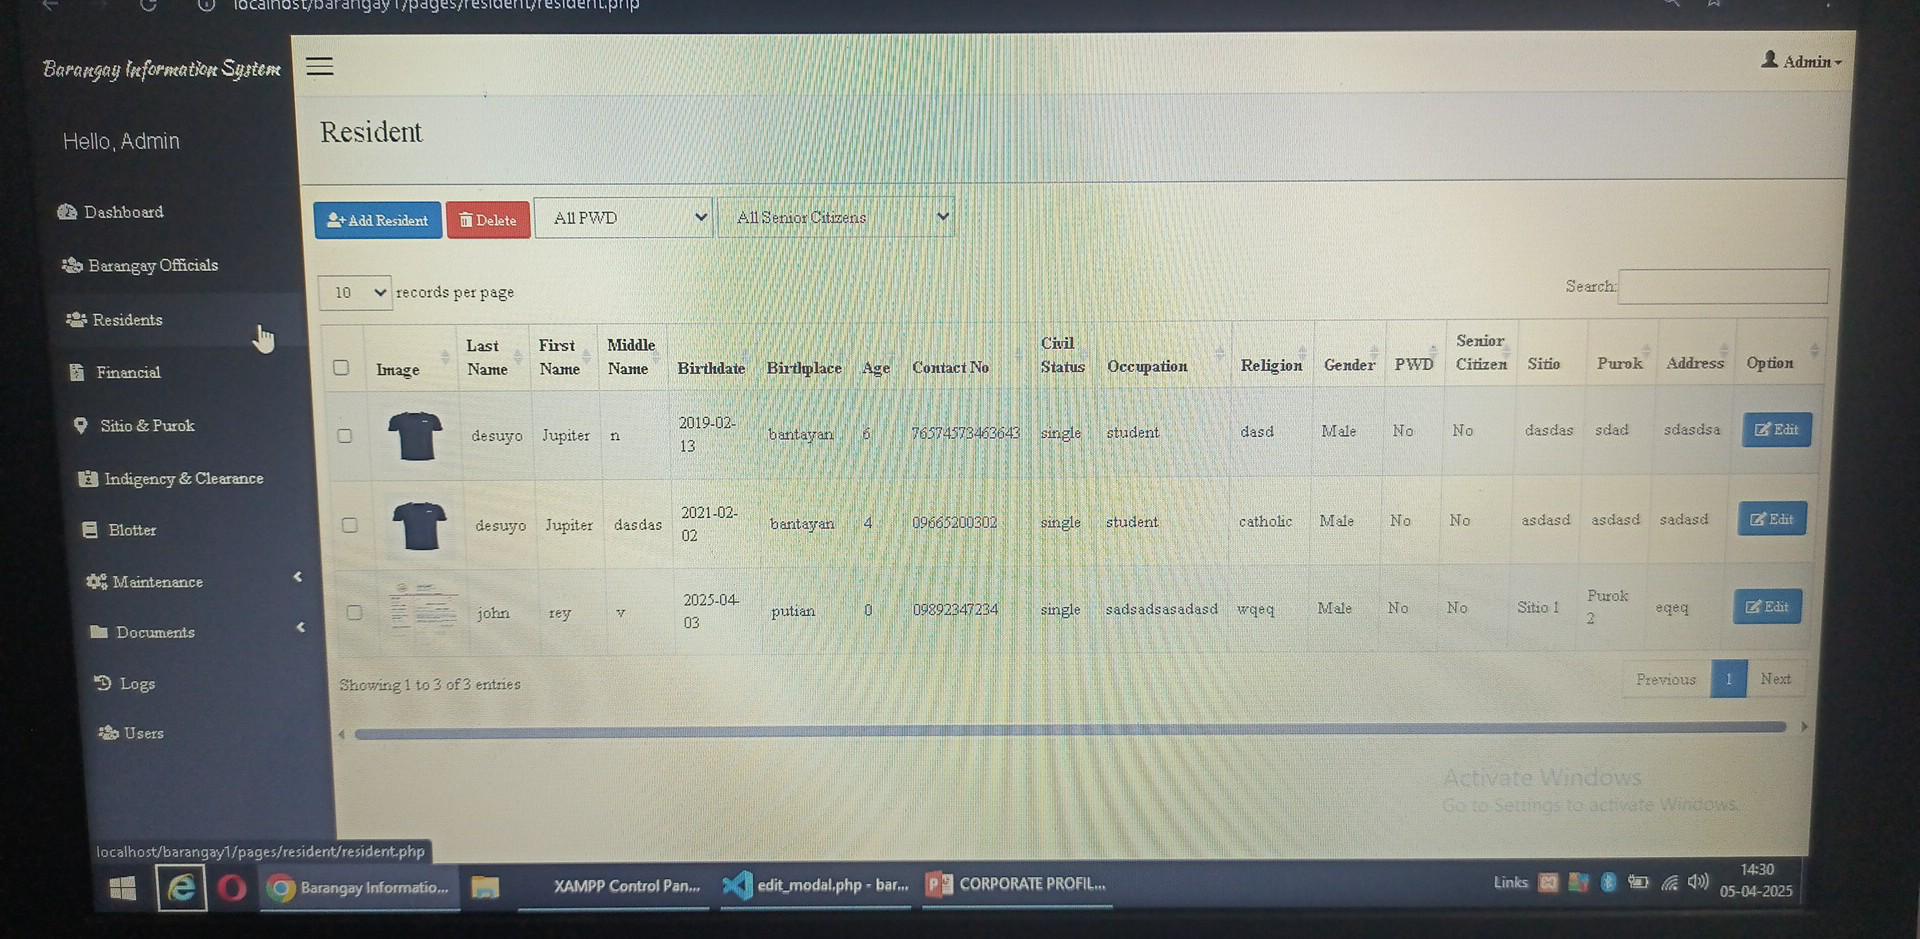 localhost/barangay1/pages/resident/resident.php
Barangay Information System
Admin
Hello, Admin
Resident
Dashboard
Barangay Officials
Residents
Financial
Sitio & Purok
Indigency & Clearance
Blotter
Maintenance
Documents
Logs
Users
Add Resident Delete All PWD All Senior Citizens
10 records per page Search:
Image Last Name First Name Middle Name Birthdate Birthplace Age Contact No Civil Status Occupation Religion Gender PWD Senior Citizen Sitio Purok Address Option
desuyo Jupiter n 2019-02-13 bantayan 6 76574573463643 single student dasd Male No No dasdas sdad sdasdsa Edit
desuyo Jupiter dasdas 2021-02-02 bantayan 4 09665200302 single student catholic Male No No asdasd asdasd sadasd Edit
john rey v 2025-04-03 putian 0 09892347234 single sadsadsasadasd wqeq Male No No Sitio 1 Purok 2 eqeq Edit
Showing 1 to 3 of 3 entries Previous 1 Next
Activate Windows
Go to Settings to activate Windows.
localhost/barangay1/pages/resident/resident.php
Barangay Informatio... XAMPP Control Pan... edit_modal.php - bar... CORPORATE PROFIL... Links 14:30
05-04-2025